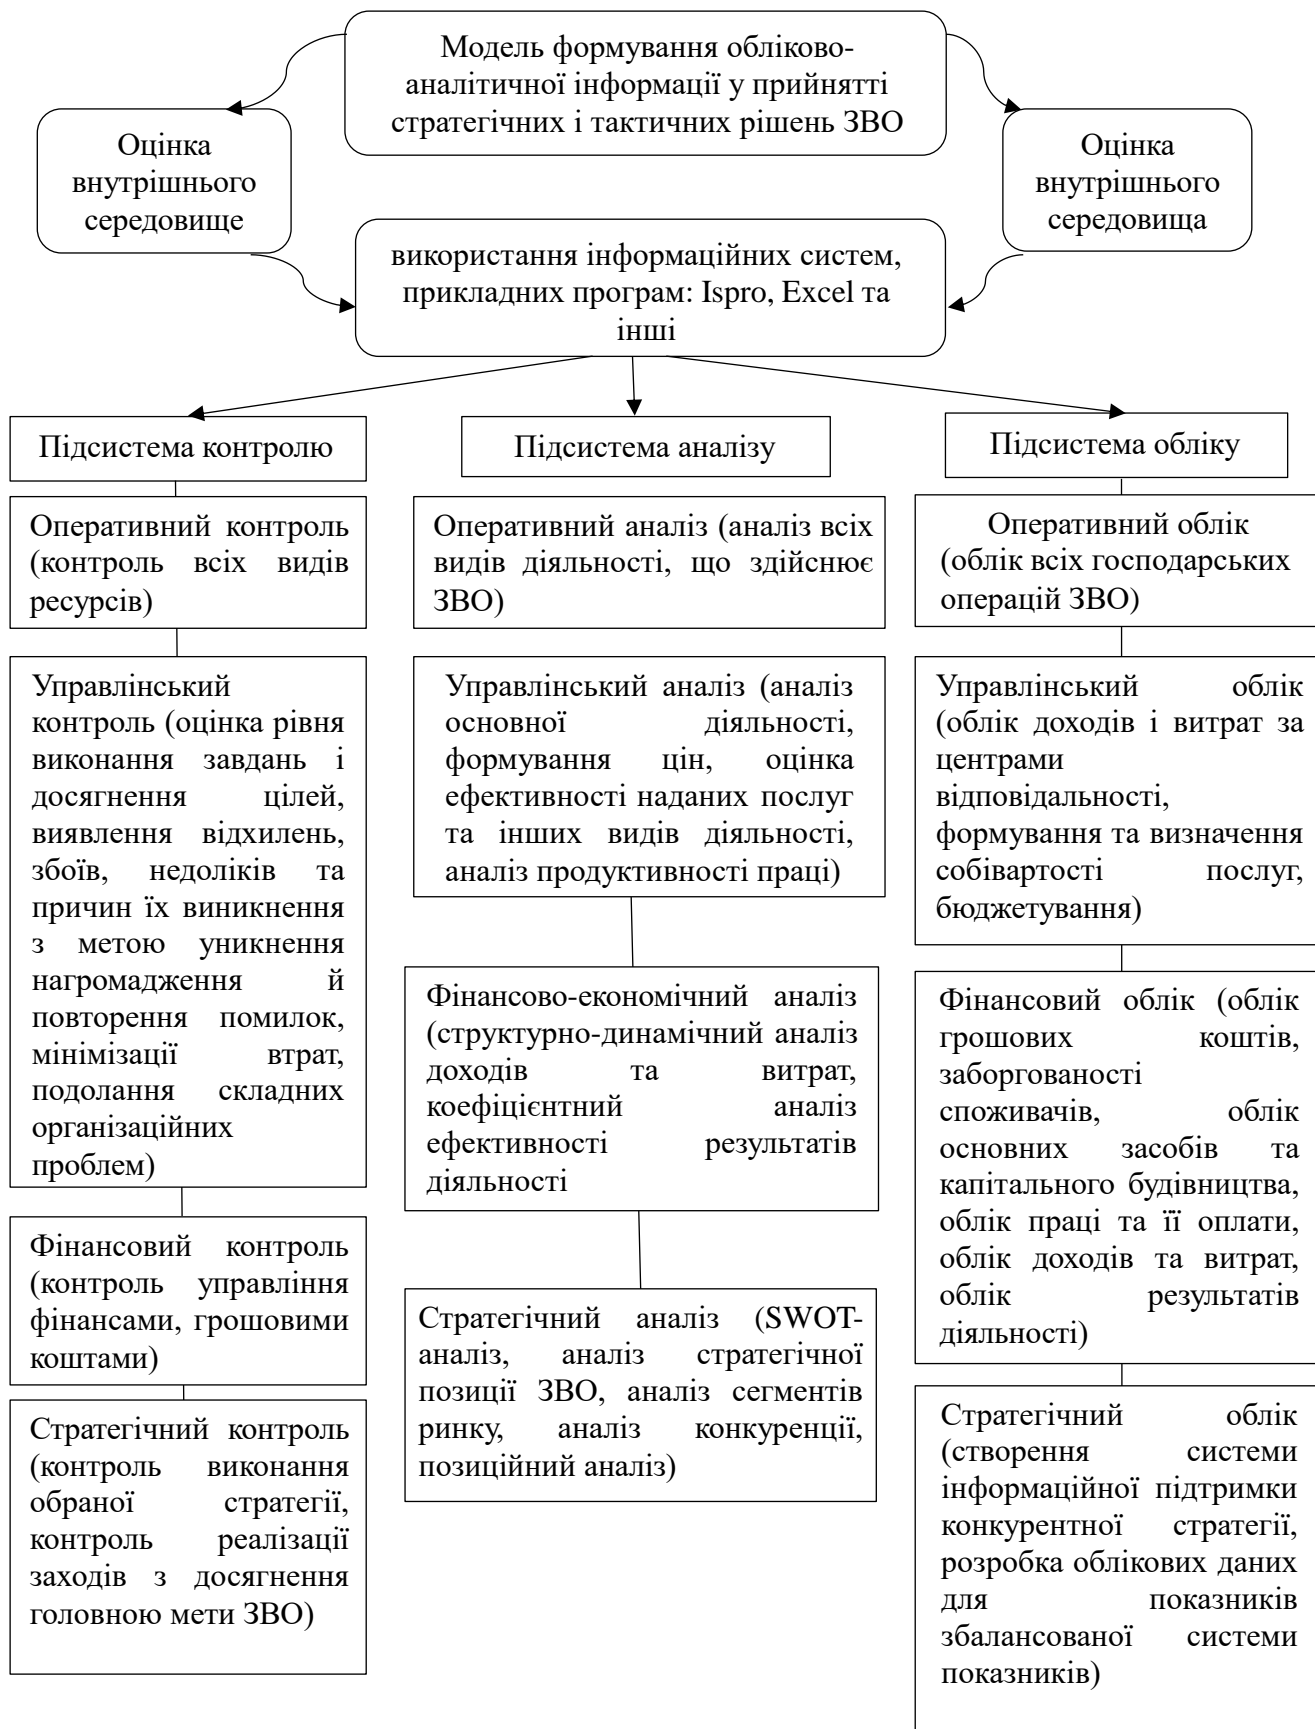 Модель формування обліково-
аналітичної інформації у прийнятті
стратегічних і тактичних рішень ЗВО
Оцінка
внутрішнього
середовище
Оцінка
внутрішнього
середовища
використання інформаційних систем,
прикладних програм: Ispro, Excel та
інші
Підсистема контролю
Підсистема аналізу
Підсистема обліку
Оперативний контроль
(контроль всіх видів
ресурсів)
Оперативний аналіз (аналіз всіх
видів діяльності, що здійснює
ЗВО)
Оперативний облік
(облік всіх господарських
операцій ЗВО)
Управлінський
контроль (оцінка рівня
виконання завдань і
досягнення цілей,
виявлення відхилень,
збоїв, недоліків та
причин їх виникнення
з метою уникнення
нагромадження й
повторення помилок,
мінімізації втрат,
подолання складних
організаційних
проблем)
Управлінський аналіз (аналіз
основної діяльності,
формування цін, оцінка
ефективності наданих послуг
та інших видів діяльності,
аналіз продуктивності праці)
Управлінський облік
(облік доходів і витрат за
центрами
відповідальності,
формування та визначення
собівартості послуг,
бюджетування)
Фінансово-економічний аналіз
(структурно-динамічний аналіз
доходів та витрат,
коефіцієнтний аналіз
ефективності результатів
діяльності
Фінансовий облік (облік
грошових коштів,
заборгованості
споживачів, облік
основних засобів та
капітального будівництва,
облік праці та її оплати,
облік доходів та витрат,
облік результатів
діяльності)
Фінансовий контроль
(контроль управління
фінансами, грошовими
коштами)
Стратегічний аналіз (SWOT-
аналіз, аналіз стратегічної
позиції ЗВО, аналіз сегментів
ринку, аналіз конкуренції,
позиційний аналіз)
Стратегічний контроль
(контроль виконання
обраної стратегії,
контроль реалізації
заходів з досягнення
головною мети ЗВО)
Стратегічний облік
(створення системи
інформаційної підтримки
конкурентної стратегії,
розробка облікових даних
для показників
збалансованої системи
показників)